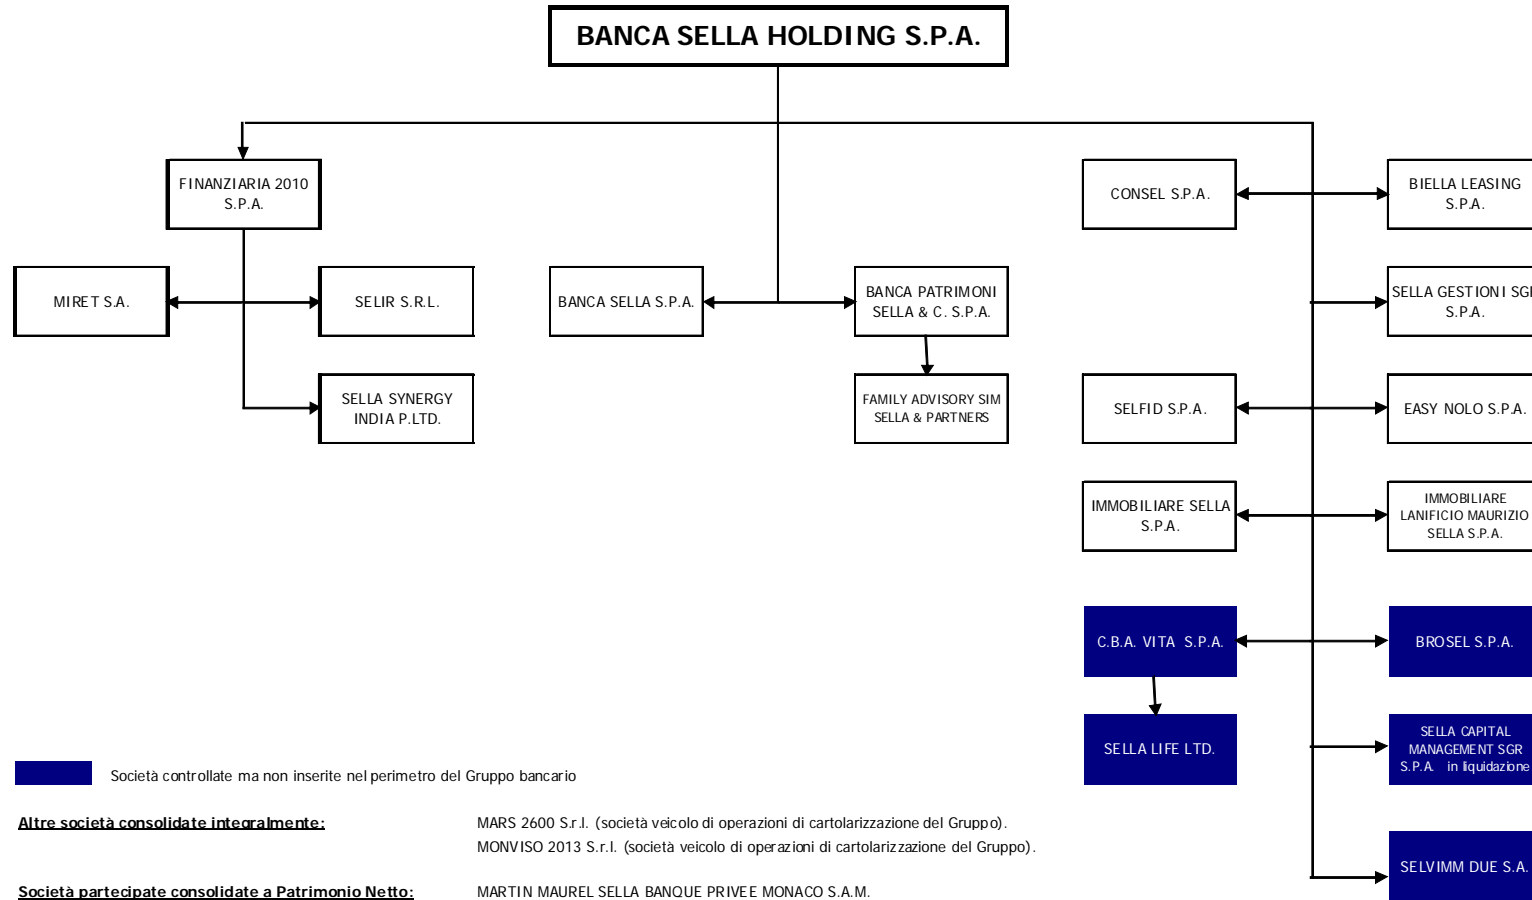 BANCA SELLA HOLDING S.P.A.
FINANZIARIA 2010
S.P.A.
CONSEL S.P.A.
BIELLA LEASING
S.P.A.
MIRET S.A.
SELIR S.R.L.
BANCA SELLA S.P.A.
BANCA PATRIMONI
SELLA & C. S.P.A.
SELLA GESTIONI SGR
S.P.A.
SELLA SYNERGY
INDIA P.LTD.
FAMILY ADVISORY SIM
SELLA & PARTNERS
SELFID S.P.A.
EASY NOLO S.P.A.
IMMOBILIARE SELLA
S.P.A.
IMMOBILIARE
LANIFICIO MAURIZIO
SELLA S.P.A.
C.B.A. VITA S.P.A.
BROSEL S.P.A.
SELLA LIFE LTD.
SELLA CAPITAL
MANAGEMENT SGR
S.P.A. in liquidazione
Società controllate ma non inserite nel perimetro del Gruppo bancario
Altre società consolidate integralmente: MARS 2600 S.r.l. (società veicolo di operazioni di cartolarizzazione del Gruppo).
MONVISO 2013 S.r.l. (società veicolo di operazioni di cartolarizzazione del Gruppo).
SELVIMM DUE S.A.
Società partecipate consolidate a Patrimonio Netto: MARTIN MAUREL SELLA BANQUE PRIVEE MONACO S.A.M.